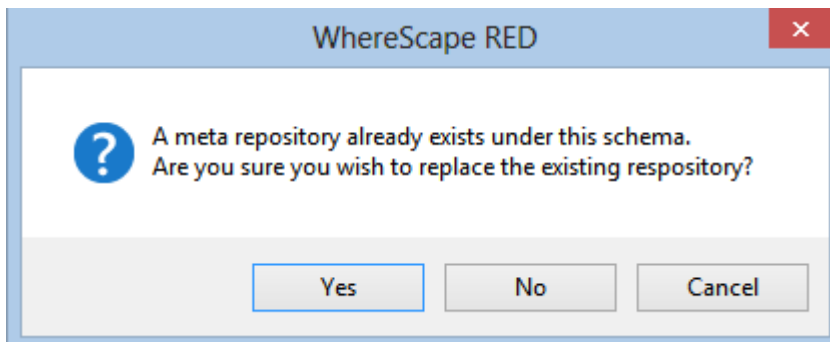 WhereScape RED
A meta repository already exists under this schema.
Are you sure you wish to replace the existing respository?
Yes No Cancel